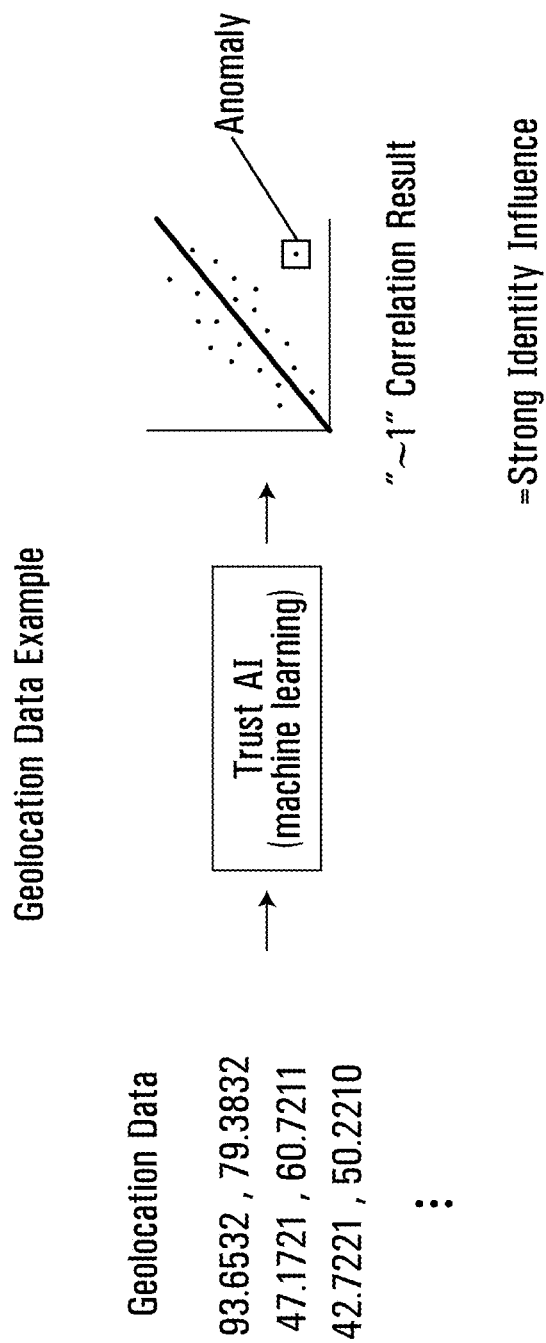 Geolocation Data Example
Geolocation Data
93.6532 , 79.3832
47.1721 , 60.7211
42.7221 , 50.2210
⋮
Trust AI
(machine learning)
Anomaly
"~1" Correlation Result
=Strong Identity Influence